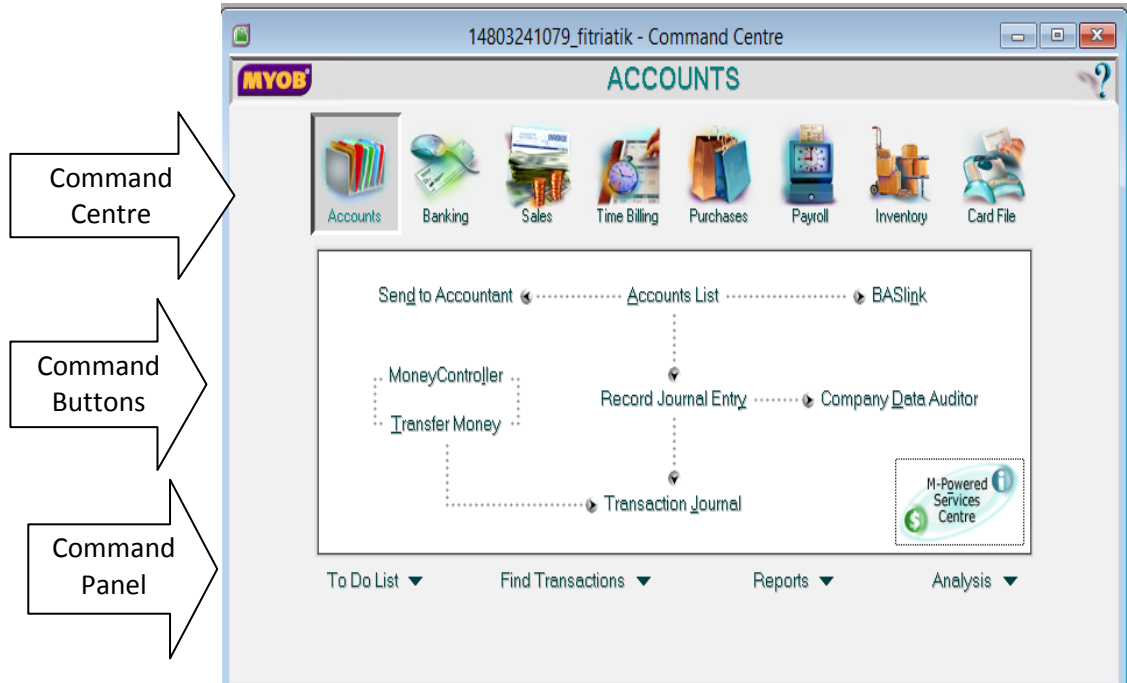 14803241079_fitriatik - Command Centre
MYOB
ACCOUNTS
Command
Centre
INVOICE
Accounts Banking Sales Time Billing Purchases Payroll Inventory Card File
Send to Accountant Accounts List BASlink
Command
Buttons
MoneyController
Record Journal Entry Company Data Auditor
Transfer Money
Transaction Journal
M-Powered
Services
Centre
Command
Panel
To Do List Find Transactions Reports Analysis